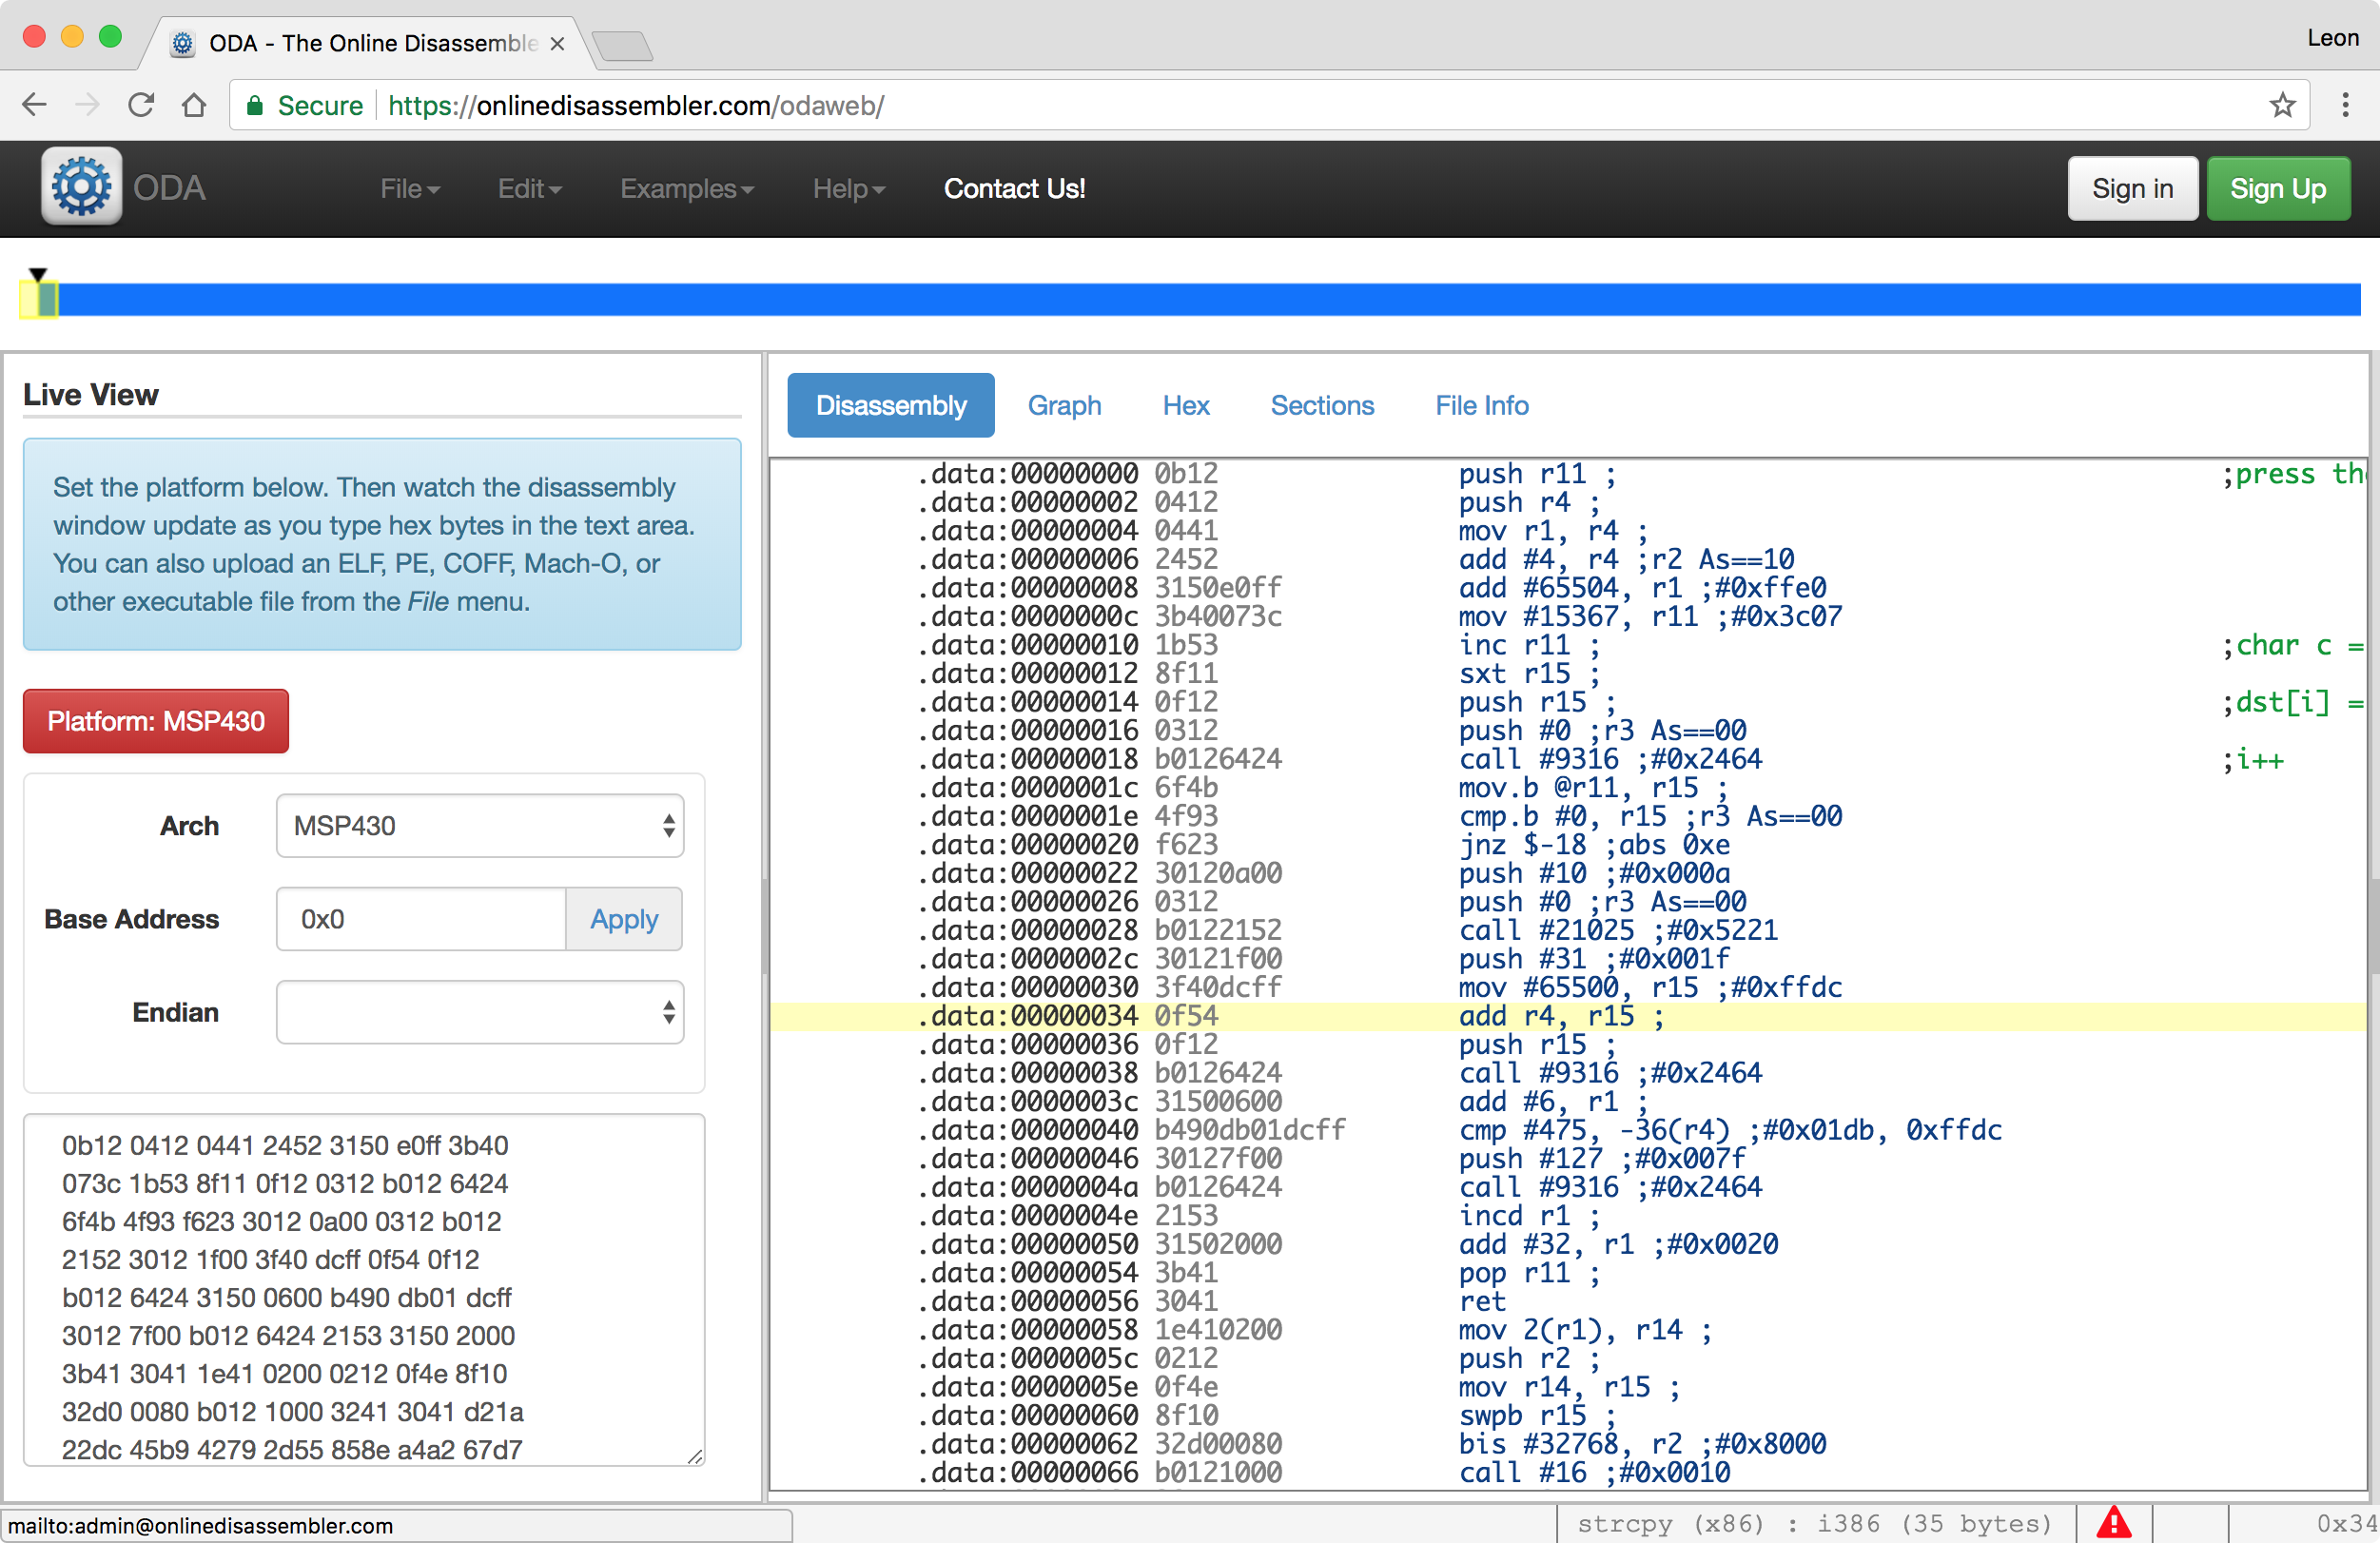 ODA - The Online Disassemble
Leon
Secure https://onlinedisassembler.com/odaweb/
ODA File Edit Examples Help Contact Us! Sign in Sign Up
Live View
Set the platform below. Then watch the disassembly
window update as you type hex bytes in the text area.
You can also upload an ELF, PE, COFF, Mach-O, or
other executable file from the File menu.
Platform: MSP430
Arch MSP430
Base Address 0x0 Apply
Endian
0b12 0412 0441 2452 3150 e0ff 3b40
073c 1b53 8f11 0f12 0312 b012 6424
6f4b 4f93 f623 3012 0a00 0312 b012
2152 3012 1f00 3f40 dcff 0f54 0f12
b012 6424 3150 0600 b490 db01 dcff
3012 7f00 b012 6424 2153 3150 2000
3b41 3041 1e41 0200 0212 0f4e 8f10
32d0 0080 b012 1000 3241 3041 d21a
22dc 45b9 4279 2d55 858e a4a2 67d7
Disassembly Graph Hex Sections File Info
.data:00000000 0b12 push r11 ; ;press the
.data:00000002 0412 push r4 ;
.data:00000004 0441 mov r1, r4 ;
.data:00000006 2452 add #4, r4 ;r2 As==10
.data:00000008 3150e0ff add #65504, r1 ;#0xffe0
.data:0000000c 3b40073c mov #15367, r11 ;#0x3c07
.data:00000010 1b53 inc r11 ; ;char c =
.data:00000012 8f11 sxt r15 ;
.data:00000014 0f12 push r15 ; ;dst[i] =
.data:00000016 0312 push #0 ;r3 As==00
.data:00000018 b0126424 call #9316 ;#0x2464 ;i++
.data:0000001c 6f4b mov.b @r11, r15 ;
.data:0000001e 4f93 cmp.b #0, r15 ;r3 As==00
.data:00000020 f623 jnz $-18 ;abs 0xe
.data:00000022 30120a00 push #10 ;#0x000a
.data:00000026 0312 push #0 ;r3 As==00
.data:00000028 b0122152 call #21025 ;#0x5221
.data:0000002c 30121f00 push #31 ;#0x001f
.data:00000030 3f40dcff mov #65500, r15 ;#0xffdc
.data:00000034 0f54 add r4, r15 ;
.data:00000036 0f12 push r15 ;
.data:00000038 b0126424 call #9316 ;#0x2464
.data:0000003c 31500600 add #6, r1 ;
.data:00000040 b490db01dcff cmp #475, -36(r4) ;#0x01db, 0xffdc
.data:00000046 30127f00 push #127 ;#0x007f
.data:0000004a b0126424 call #9316 ;#0x2464
.data:0000004e 2153 incd r1 ;
.data:00000050 31502000 add #32, r1 ;#0x0020
.data:00000054 3b41 pop r11 ;
.data:00000056 3041 ret
.data:00000058 1e410200 mov 2(r1), r14 ;
.data:0000005c 0212 push r2 ;
.data:0000005e 0f4e mov r14, r15 ;
.data:00000060 8f10 swpb r15 ;
.data:00000062 32d00080 bis #32768, r2 ;#0x8000
.data:00000066 b0121000 call #16 ;#0x0010
mailto:admin@onlinedisassembler.com
strcpy (x86) : i386 (35 bytes) 0x34